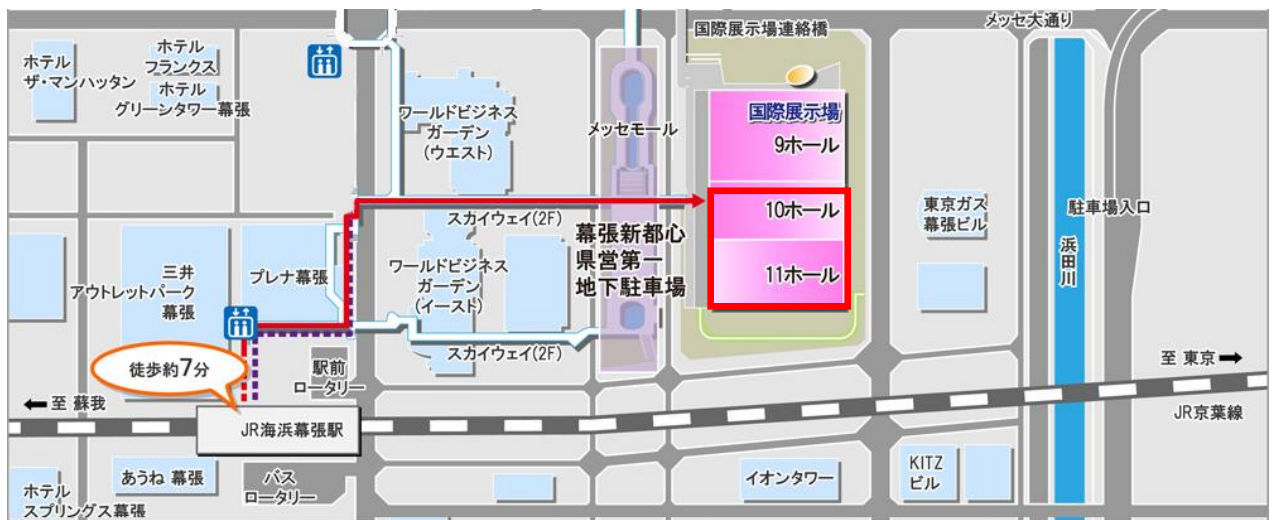 メッセ大通り
国際展示場連絡橋
ホテル
フランクス
ホテル
ザ・マンハッタン
ホテル
グリーンタワー幕張
ワールドビジネス
ガーデン
(ウエスト)
メッセモール
国際展示場
9ホール
10ホール
11ホール
東京ガス
幕張ビル
駐車場入口
浜田川
スカイウェイ(2F)
幕張新都心
県営第一
地下駐車場
三井
アウトレットパーク
幕張
プレナ幕張
ワールドビジネス
ガーデン
(イースト)
スカイウェイ(2F)
徒歩約7分
駅前
ロータリー
至 東京➡
⬅至 蘇我
JR海浜幕張駅
JR京葉線
あうね 幕張
バス
ロータリー
イオンタワー
KITZ
ビル
ホテル
スプリングス幕張